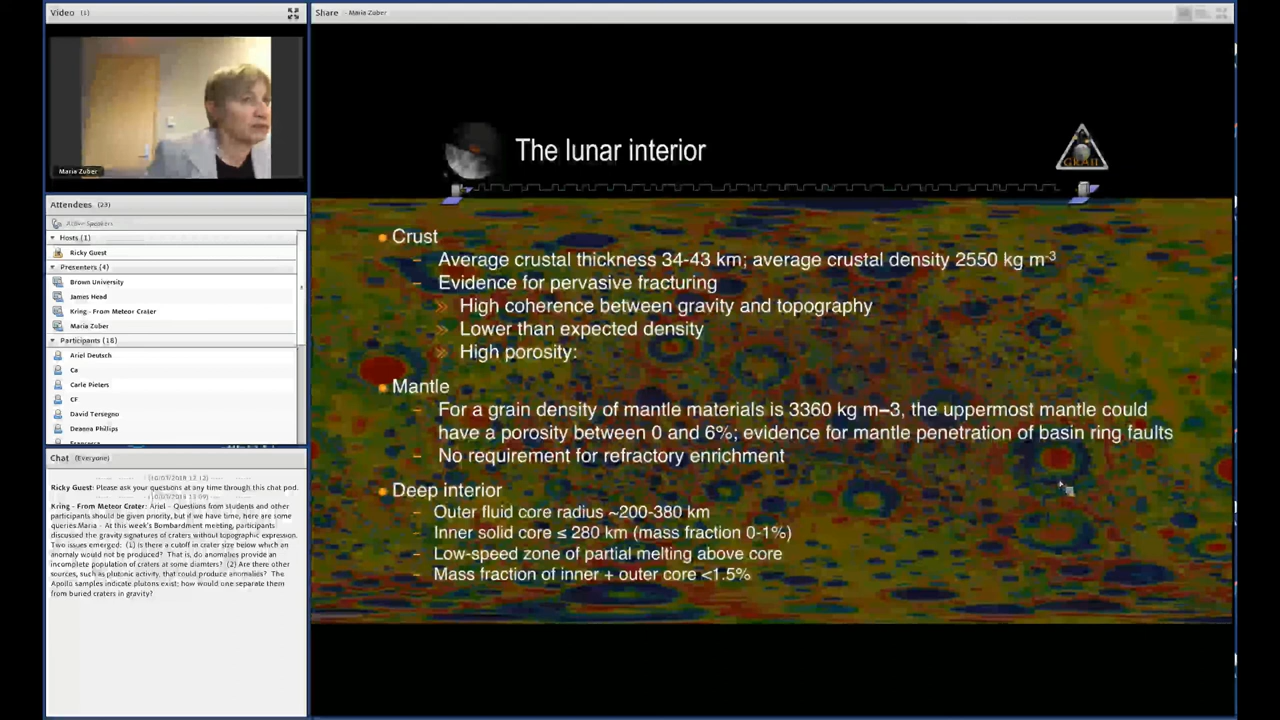 Video (1)
Maria Zuber
Attendees (23)
Active Speakers
Hosts (1)
Ricky Guest
Presenters (4)
Brown University
James Head
Kring - From Meteor Crater
Maria Zuber
Participants (18)
Ariel Deutsch
Ca
Carle Pieters
CF
David Tersegno
Deanna Phillips
Chat (Everyone)
Ricky Guest: Please ask your questions at any time through this chat pod.
Kring - From Meteor Crater: Ariel - Questions from students and other
participants should be given priority, but if we have time, here are some
queries.Maria - At this week's Bombardment meeting, participants
discussed the gravity signatures of craters without topographic expression.
Two issues emerged: (1) Is there a cutoff in crater size below which an
anomaly would not be produced? That is, do anomalies provide an
incomplete population of craters at some diamters? (2) Are there other
sources, such as plutonic activity, that could produce anomalies? The
Apollo samples indicate plutons exist; how would one separate them
from buried craters in gravity?
Share - Maria Zuber
The lunar interior
GRAIL
• Crust
– Average crustal thickness 34-43 km; average crustal density 2550 kg m-3
– Evidence for pervasive fracturing
» High coherence between gravity and topography
» Lower than expected density
» High porosity:
• Mantle
– For a grain density of mantle materials is 3360 kg m–3, the uppermost mantle could
have a porosity between 0 and 6%; evidence for mantle penetration of basin ring faults
– No requirement for refractory enrichment
• Deep interior
– Outer fluid core radius ~200-380 km
– Inner solid core ≤ 280 km (mass fraction 0-1%)
– Low-speed zone of partial melting above core
– Mass fraction of inner + outer core <1.5%